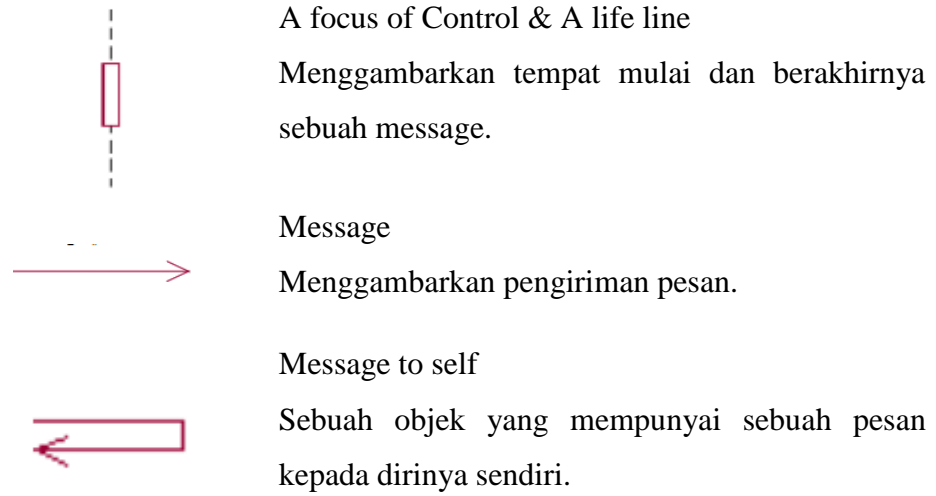 A focus of Control & A life line
Menggambarkan tempat mulai dan berakhirnya
sebuah message.
Message
Menggambarkan pengiriman pesan.
Message to self
Sebuah objek yang mempunyai sebuah pesan
kepada dirinya sendiri.